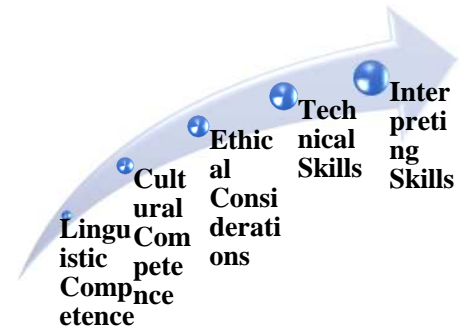 Lingu
istic
Comp
etence
Cult
ural
Com
pete
nce
Ethic
al
Consi
derati
ons
Tech
nical
Skills
Inter
preti
ng
Skills